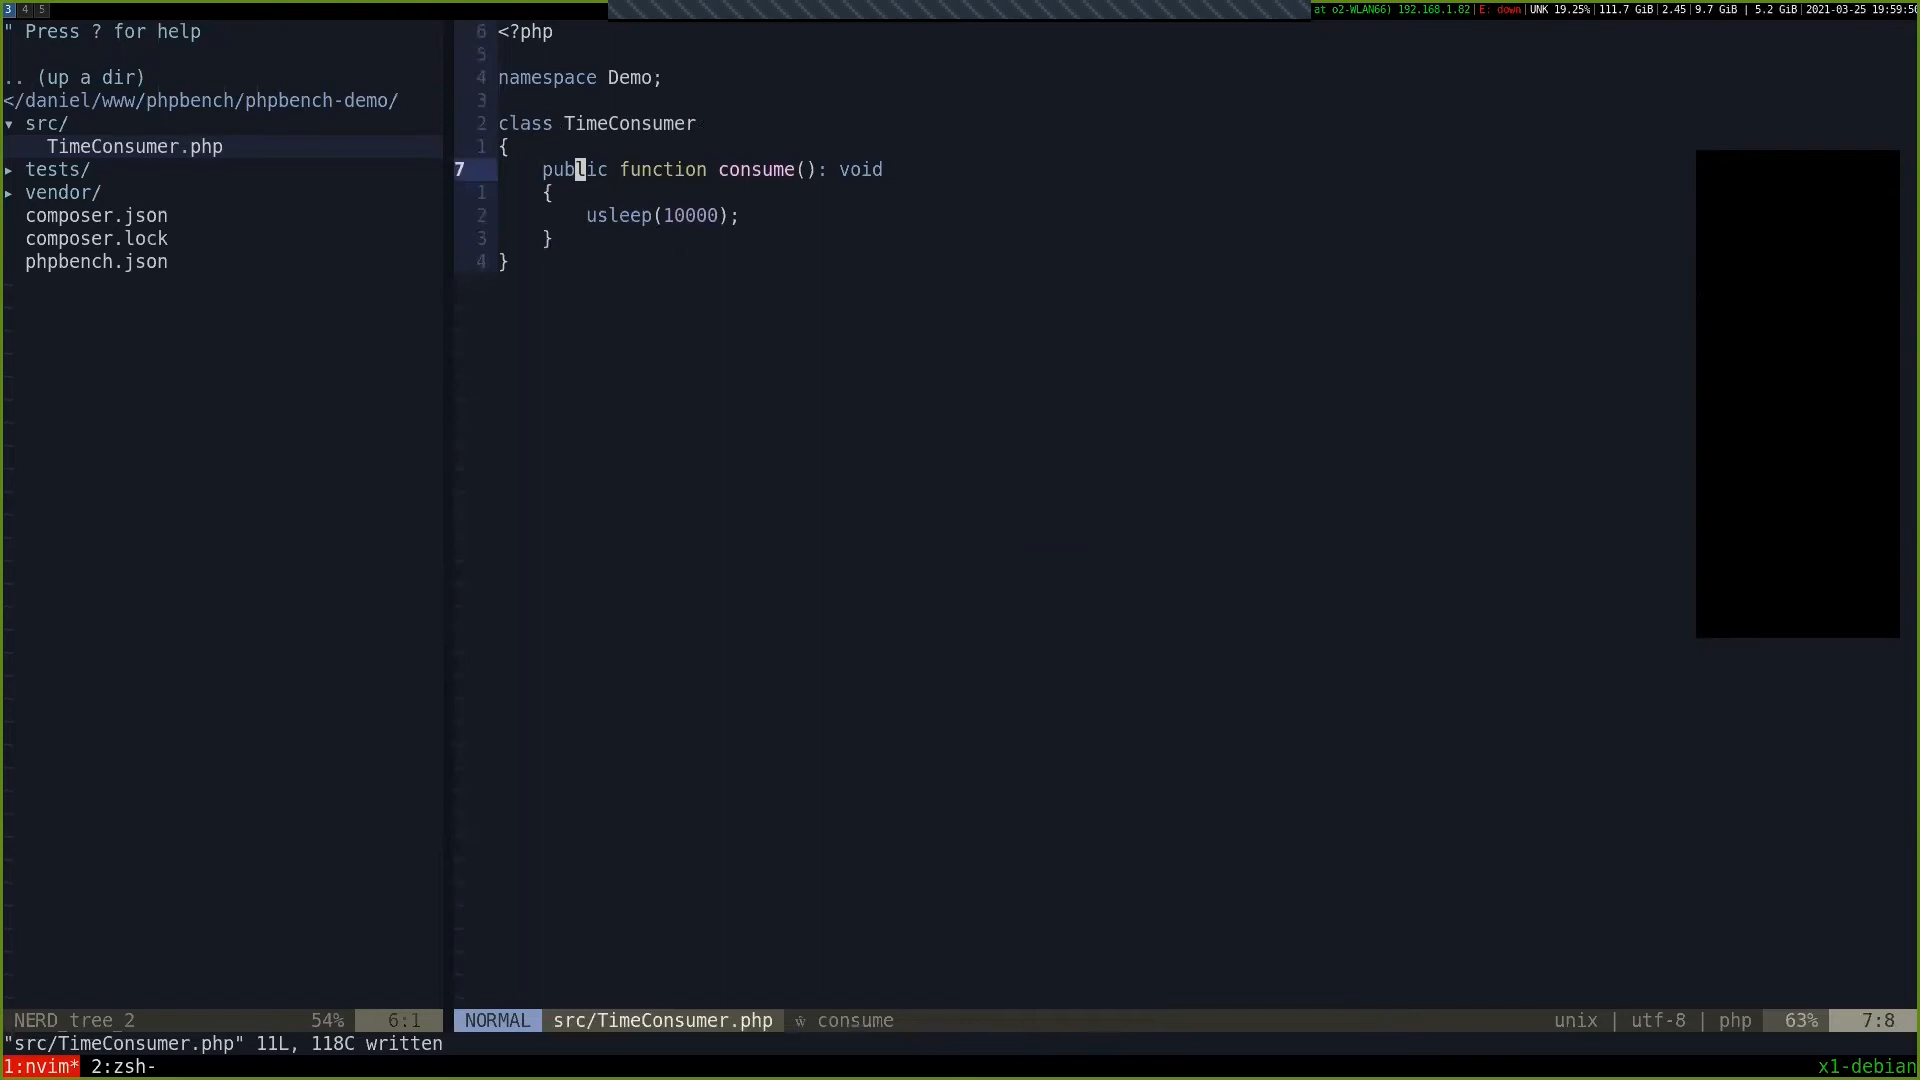 3 4 5
at o2-WLAN66) 192.168.1.82 | E: down | UNK 19.25% | 111.7 GiB | 2.45 | 9.7 GiB | 5.2 GiB | 2021-03-25 19:59:50
" Press ? for help
.. (up a dir)
</daniel/www/phpbench/phpbench-demo/
▾ src/
TimeConsumer.php
▸ tests/
▸ vendor/
composer.json
composer.lock
phpbench.json
6 <?php
5
4 namespace Demo;
3
2 class TimeConsumer
1 {
7 public function consume(): void
1 {
2 usleep(10000);
3 }
4 }
NERD_tree_2 54% 6:1
NORMAL src/TimeConsumer.php consume unix | utf-8 | php 63% 7:8
"src/TimeConsumer.php" 11L, 118C written
1:nvim* 2:zsh- x1-debian